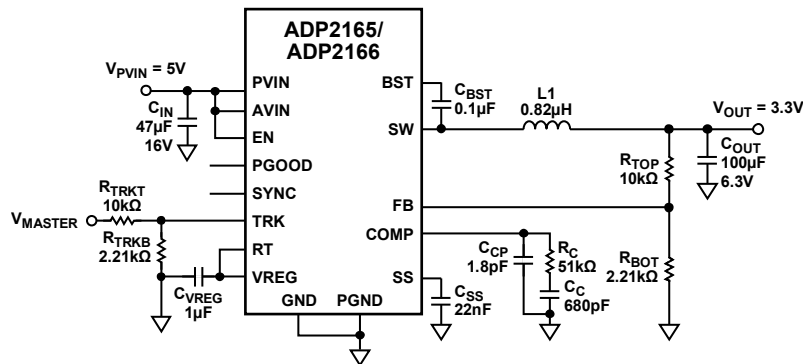 ADP2165/
ADP2166
V_PVIN = 5V
C_IN
47µF
16V
PVIN
AVIN
EN
PGOOD
SYNC
R_TRKT
10kΩ
V_MASTER
R_TRKB
2.21kΩ
TRK
RT
VREG
C_VREG
1µF
GND
PGND
BST
C_BST
0.1µF
SW
L1
0.82µH
V_OUT = 3.3V
C_OUT
100µF
6.3V
R_TOP
10kΩ
FB
COMP
C_CP
1.8pF
R_C
51kΩ
C_C
680pF
R_BOT
2.21kΩ
SS
C_SS
22nF